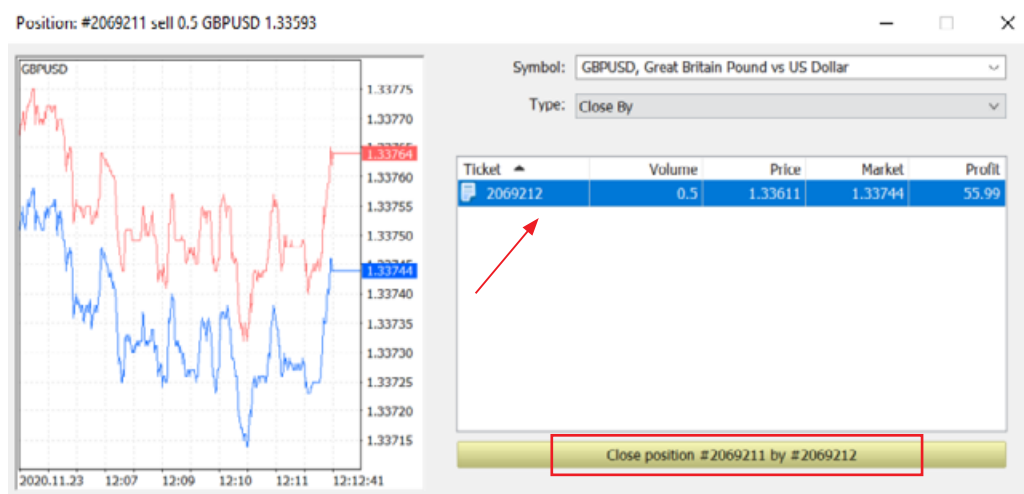 Position: #2069211 sell 0.5 GBPUSD 1.33593
GBPUSD
1.33775
1.33770
1.33764
1.33760
1.33755
1.33750
1.33744
1.33740
1.33735
1.33730
1.33725
1.33720
1.33715
2020.11.23 12:07 12:09 12:10 12:11 12:12:41
Symbol: GBPUSD, Great Britain Pound vs US Dollar
Type: Close By
Ticket Volume Price Market Profit
2069212 0.5 1.33611 1.33744 55.99
Close position #2069211 by #2069212